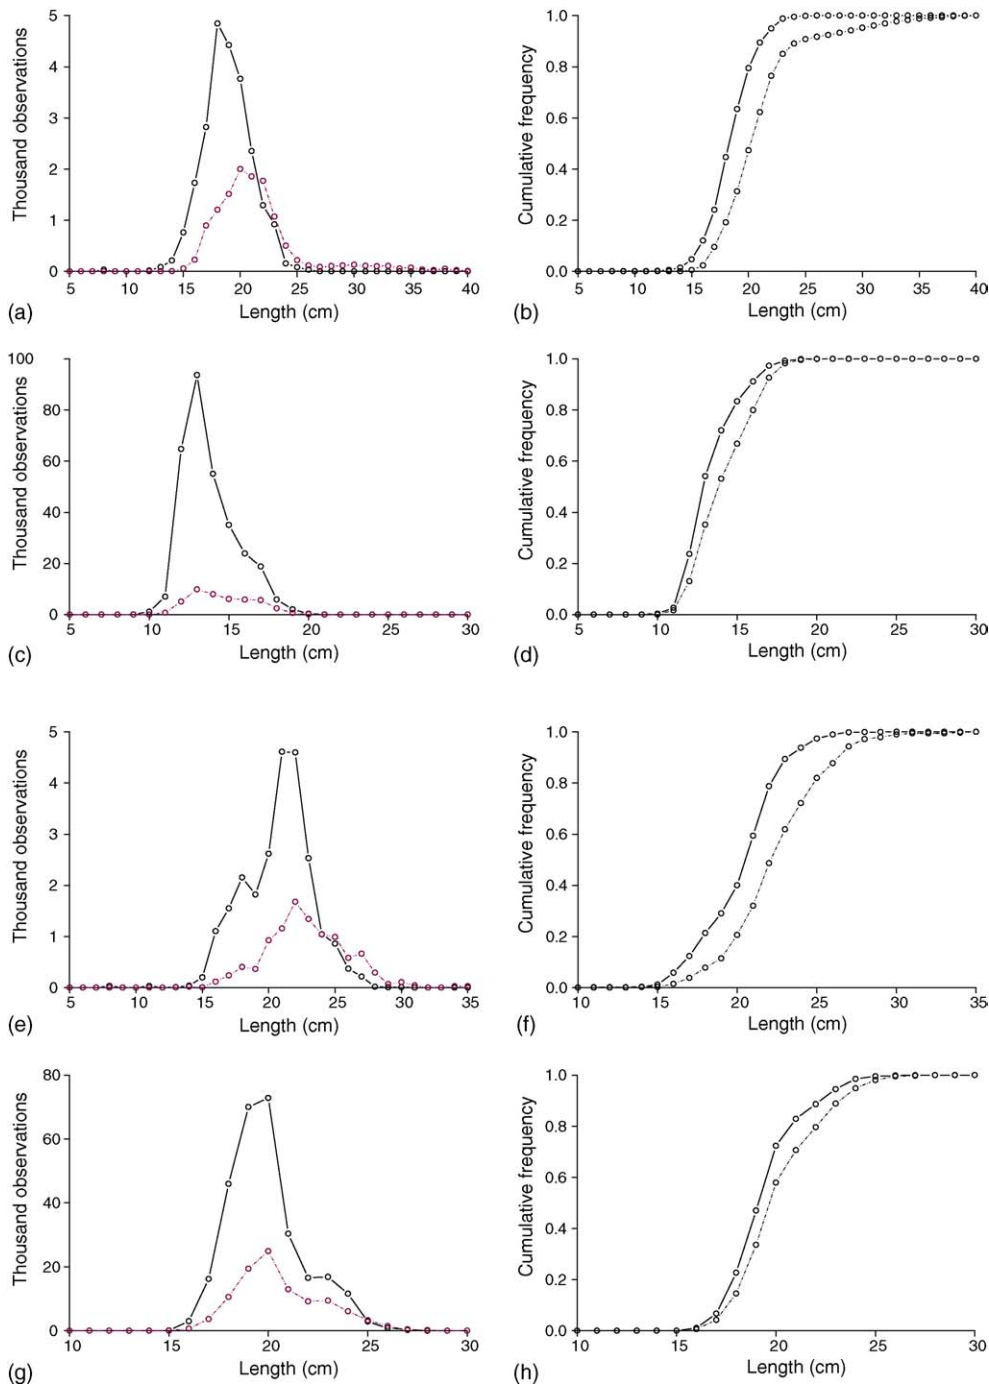 Thousand observations
5
4
3
2
1
0
5 10 15 20 25 30 35 40
Length (cm)
(a)
Cumulative frequency
1.0
0.8
0.6
0.4
0.2
0.0
5 10 15 20 25 30 35 40
Length (cm)
(b)
Thousand observations
100
80
60
40
20
0
5 10 15 20 25 30
Length (cm)
(c)
Cumulative frequency
1.0
0.8
0.6
0.4
0.2
0.0
5 10 15 20 25 30
Length (cm)
(d)
Thousand observations
5
4
3
2
1
0
5 10 15 20 25 30 35
Length (cm)
(e)
Cumulative frequency
1.0
0.8
0.6
0.4
0.2
0.0
10 15 20 25 30 35
Length (cm)
(f)
Thousand observations
80
60
40
20
0
10 15 20 25 30
Length (cm)
(g)
Cumulative frequency
1.0
0.8
0.6
0.4
0.2
0.0
10 15 20 25 30
Length (cm)
(h)